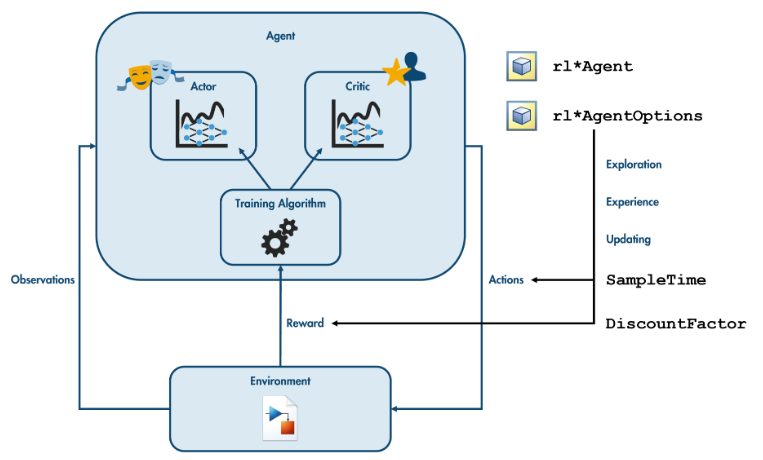 Agent
Actor
Critic
Training Algorithm
Observations
Actions
Reward
Environment
rl*Agent
rl*AgentOptions
Exploration
Experience
Updating
SampleTime
DiscountFactor